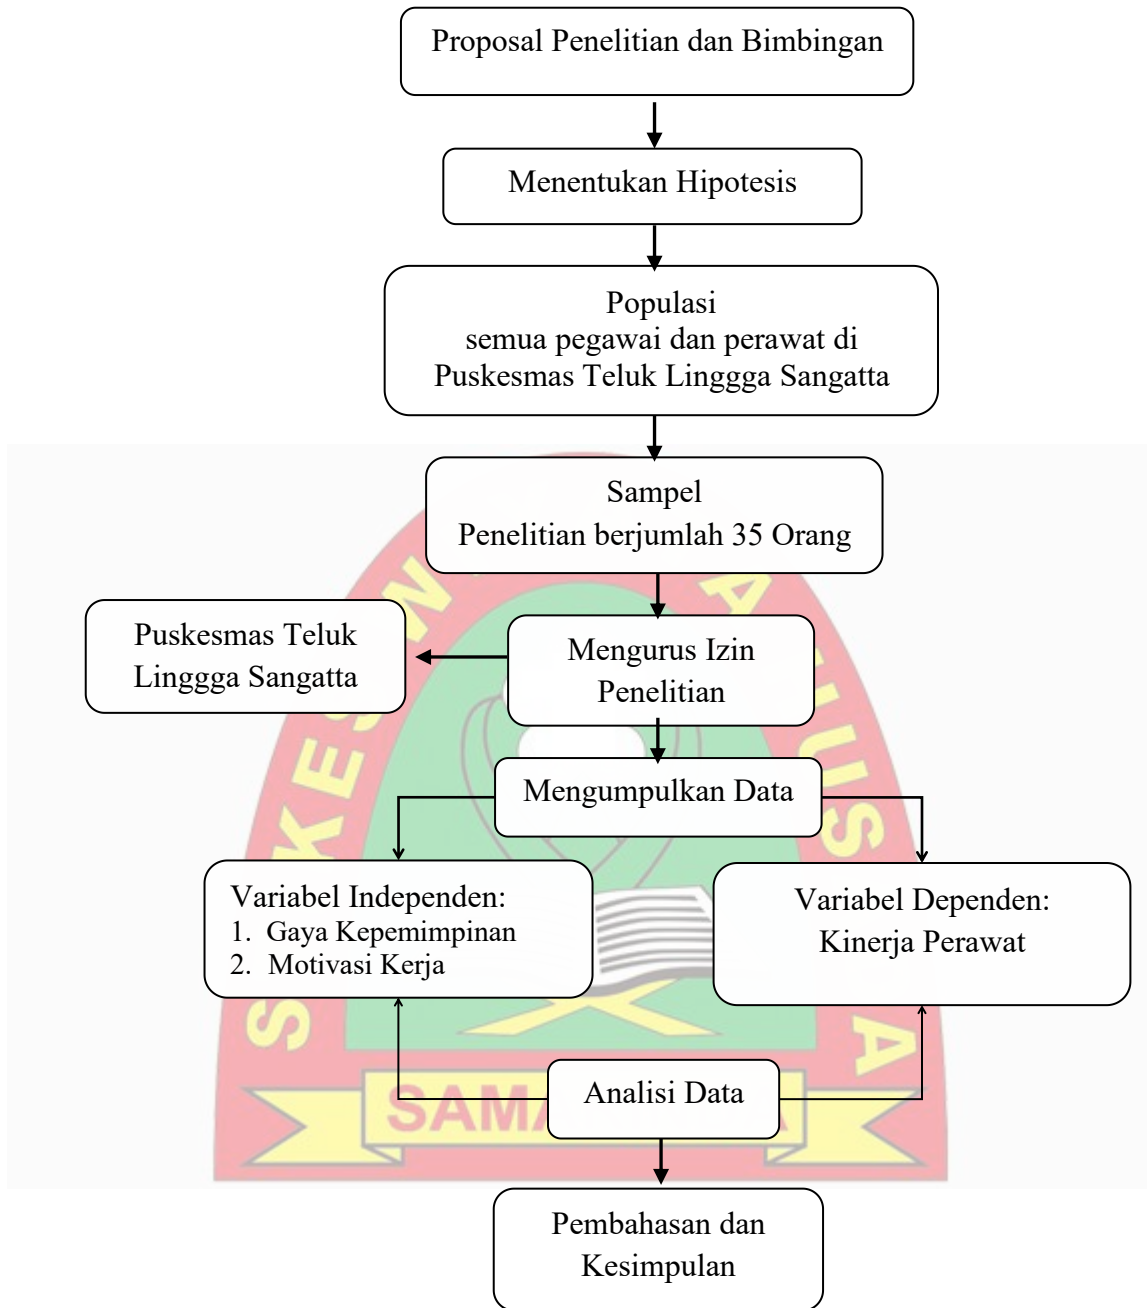 Proposal Penelitian dan Bimbingan
Menentukan Hipotesis
Populasi
semua pegawai dan perawat di
Puskesmas Teluk Linggga Sangatta
Sampel
Penelitian berjumlah 35 Orang
Puskesmas Teluk
Linggga Sangatta
Mengurus Izin
Penelitian
Mengumpulkan Data
Variabel Independen:
1. Gaya Kepemimpinan
2. Motivasi Kerja
Variabel Dependen:
Kinerja Perawat
Analisi Data
Pembahasan dan
Kesimpulan